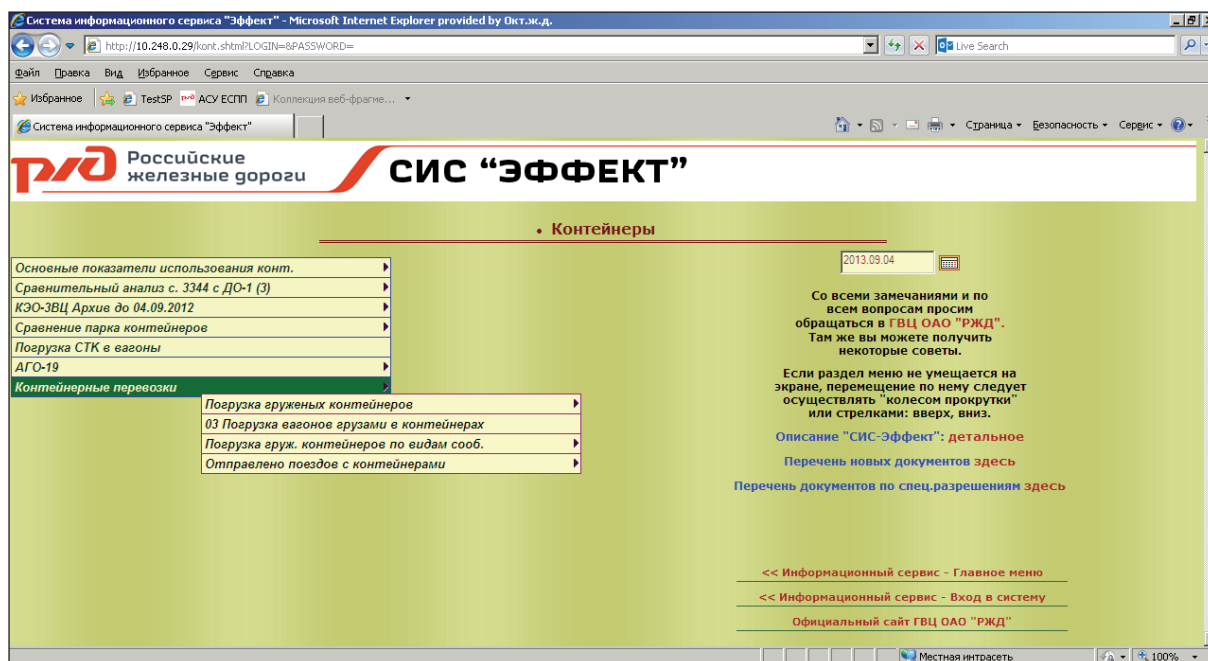 Система информационного сервиса "Эффект" - Microsoft Internet Explorer provided by Окт.ж.д.
http://10.248.0.29/kont.shtml?LOGIN=&PASSWORD=
Live Search
Файл Правка Вид Избранное Сервис Справка
Избранное TestSP АСУ ЕСПП Коллекция веб-фрагме...
Система информационного сервиса "Эффект"
Страница Безопасность Сервис
Российские
железные дороги
СИС "ЭФФЕКТ"
• Контейнеры
2013.09.04
Основные показатели использования конт.
Сравнительный анализ с. 3344 с ДО-1 (3)
КЭО-3ВЦ Архив до 04.09.2012
Сравнение парка контейнеров
Погрузка СТК в вагоны
АГО-19
Контейнерные перевозки
Погрузка груженых контейнеров
03 Погрузка вагонов грузами в контейнерах
Погрузка груж. контейнеров по видам сооб.
Отправлено поездов с контейнерами
Со всеми замечаниями и по
всем вопросам просим
обращаться в ГВЦ ОАО "РЖД".
Там же вы можете получить
некоторые советы.
Если раздел меню не умещается на
экране, перемещение по нему следует
осуществлять "колесом прокрутки"
или стрелками: вверх, вниз.
Описание "СИС-Эффект": детальное
Перечень новых документов здесь
Перечень документов по спец.разрешениям здесь
<< Информационный сервис - Главное меню
<< Информационный сервис - Вход в систему
Официальный сайт ГВЦ ОАО "РЖД"
Местная интрасеть
100%